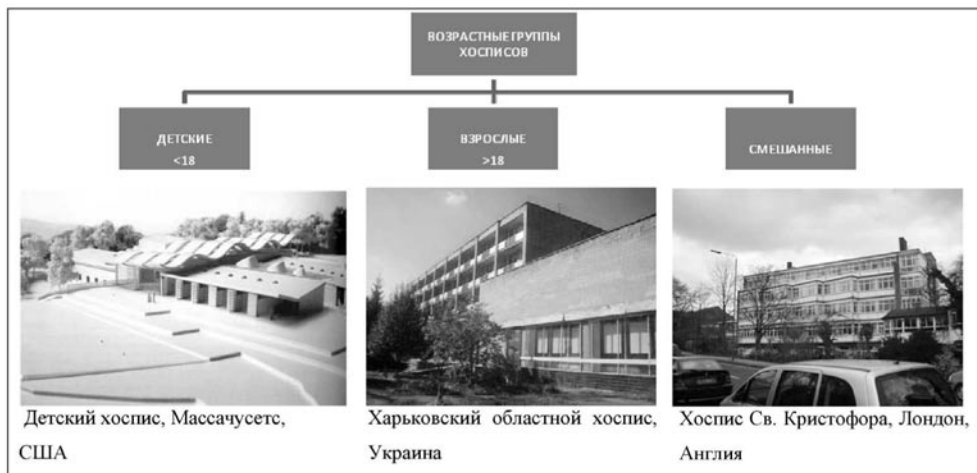 ВОЗРАСТНЫЕ ГРУППЫ
ХОСПИСОВ
ДЕТСКИЕ
<18
ВЗРОСЛЫЕ
>18
СМЕШАННЫЕ
Детский хоспис, Массачусетс,
США
Харьковский областной хоспис,
Украина
Хоспис Св. Кристофора, Лондон,
Англия